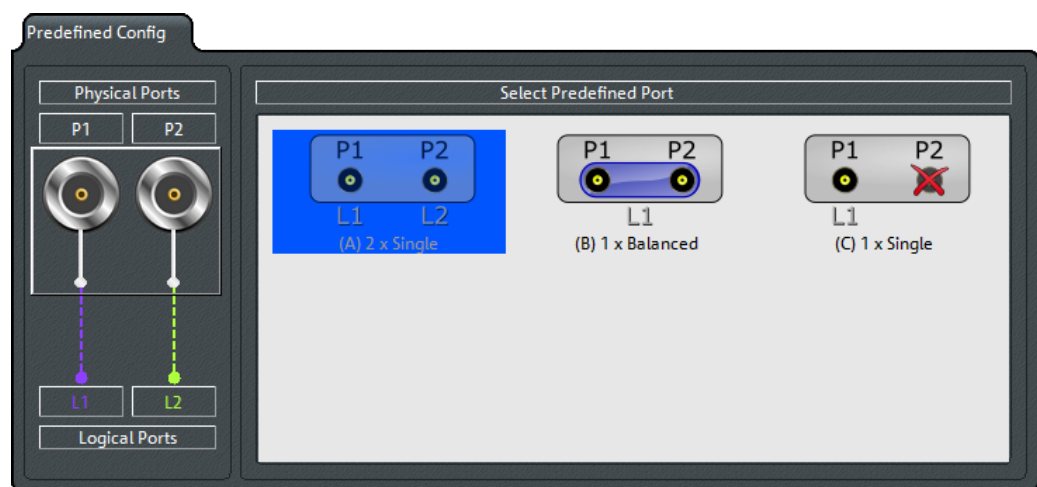 Predefined Config
Physical Ports
P1 P2
L1 L2
Logical Ports
Select Predefined Port
P1 P2
L1 L2
(A) 2 x Single
P1 P2
L1
(B) 1 x Balanced
P1 P2
L1
(C) 1 x Single